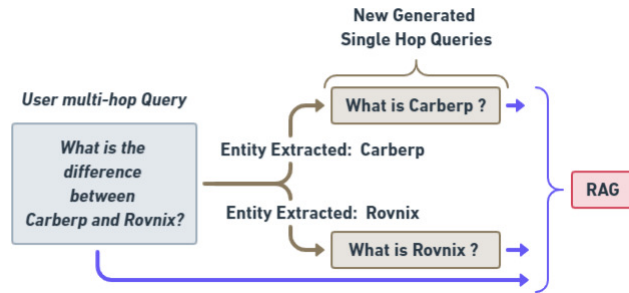 New Generated
Single Hop Queries
User multi-hop Query
What is Carberp ?
What is the
difference
between
Carberp and Rovnix?
Entity Extracted: Carberp
RAG
Entity Extracted: Rovnix
What is Rovnix ?